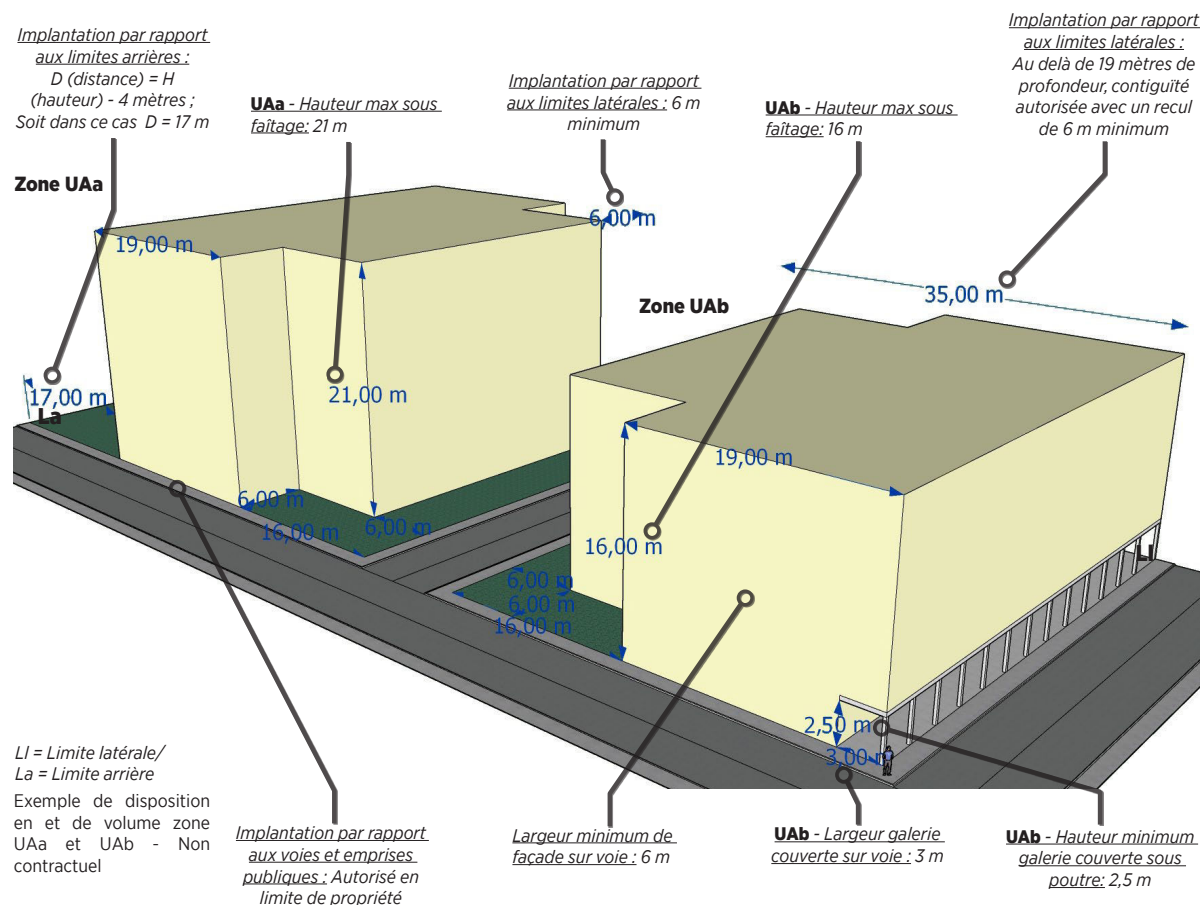 Implantation par rapport
aux limites arrières :
D (distance) = H
(hauteur) - 4 mètres ;
Soit dans ce cas D = 17 m
UAa - Hauteur max sous
faîtage: 21 m
Implantation par rapport
aux limites latérales : 6 m
minimum
UAb - Hauteur max sous
faîtage: 16 m
Implantation par rapport
aux limites latérales :
Au delà de 19 mètres de
profondeur, contiguïté
autorisée avec un recul
de 6 m minimum
Zone UAa
6,00 m
19,00 m
35,00 m
Zone UAb
17,00 m
La
21,00 m
19,00 m
6,00 m
16,00 m
6,00 m
16,00 m
6,00 m
6,00 m
16,00 m
2,50 m
3,00 m
Ll = Limite latérale/
La = Limite arrière
Exemple de disposition
en et de volume zone
UAa et UAb - Non
contractuel
Implantation par rapport
aux voies et emprises
publiques : Autorisé en
limite de propriété
Largeur minimum de
façade sur voie : 6 m
UAb - Largeur galerie
couverte sur voie : 3 m
UAb - Hauteur minimum
galerie couverte sous
poutre: 2,5 m